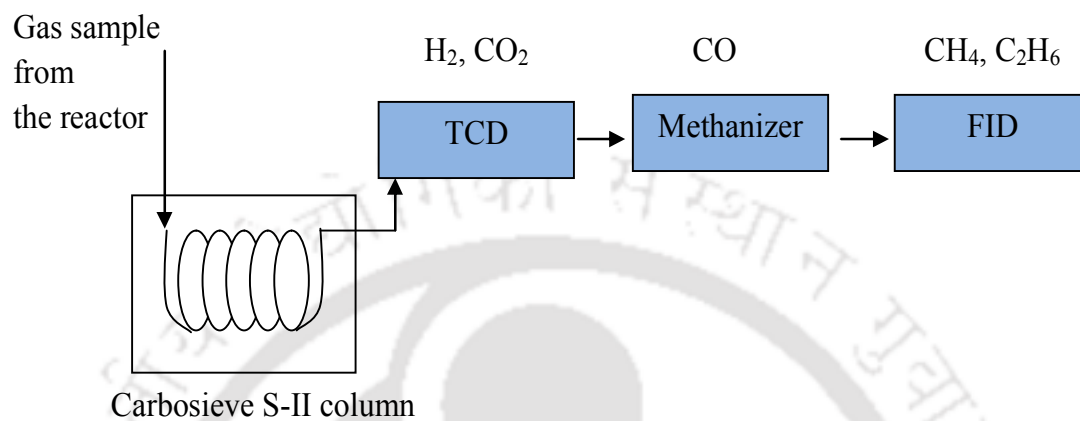 Gas sample
from
the reactor
H₂, CO₂
CO
CH₄, C₂H₆
TCD
Methanizer
FID
Carbosieve S-II column